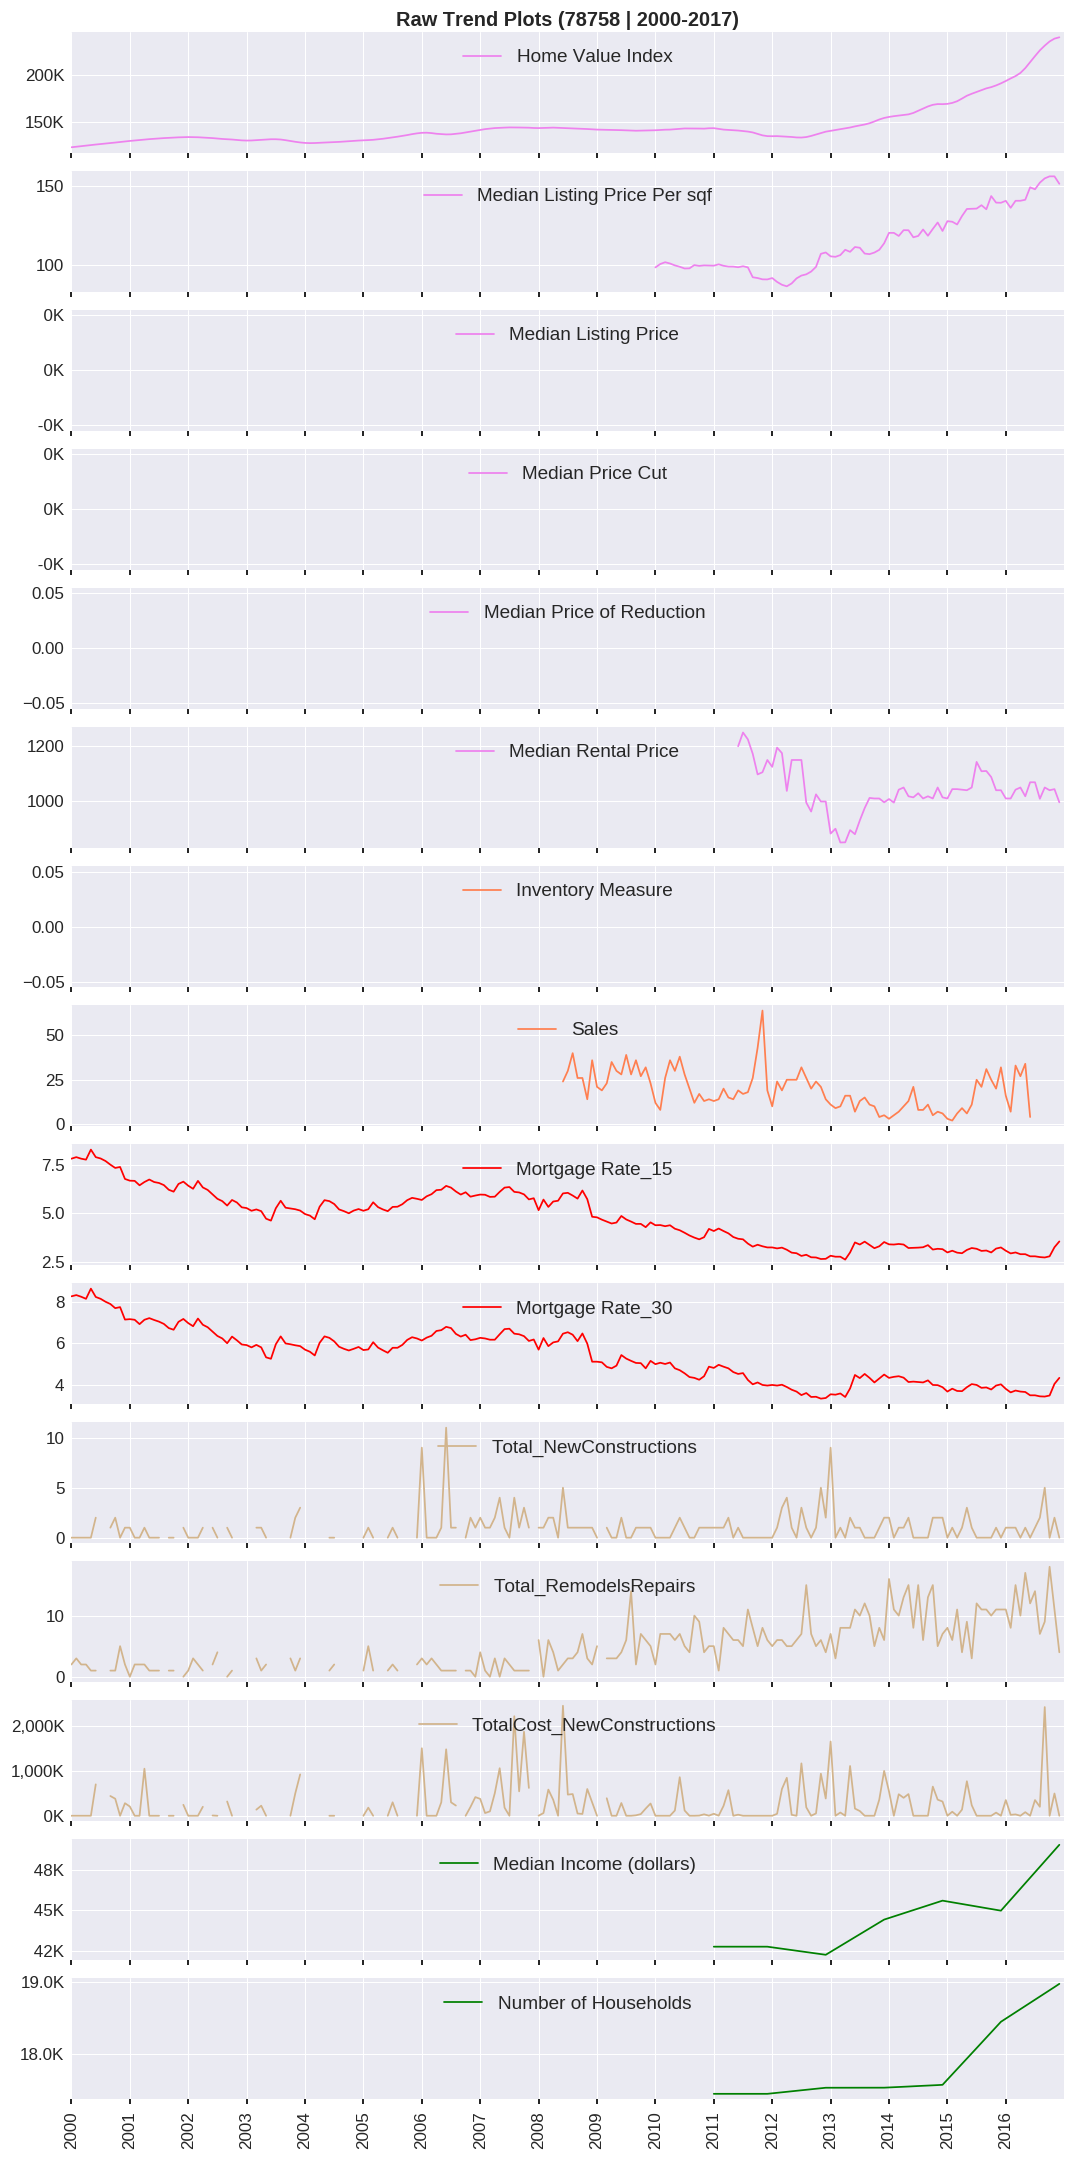 Raw Trend Plots (78758 | 2000-2017)
Home Value Index
200K
150K
Median Listing Price Per sqf
150
100
Median Listing Price
0K
0K
-0K
Median Price Cut
0K
0K
-0K
Median Price of Reduction
0.05
0.00
−0.05
Median Rental Price
1200
1000
Inventory Measure
0.05
0.00
−0.05
Sales
50
25
0
Mortgage Rate_15
7.5
5.0
2.5
Mortgage Rate_30
8
6
4
Total_NewConstructions
10
5
0
Total_RemodelsRepairs
10
0
TotalCost_NewConstructions
2,000K
1,000K
0K
Median Income (dollars)
48K
45K
42K
Number of Households
19.0K
18.0K
2000 2001 2002 2003 2004 2005 2006 2007 2008 2009 2010 2011 2012 2013 2014 2015 2016